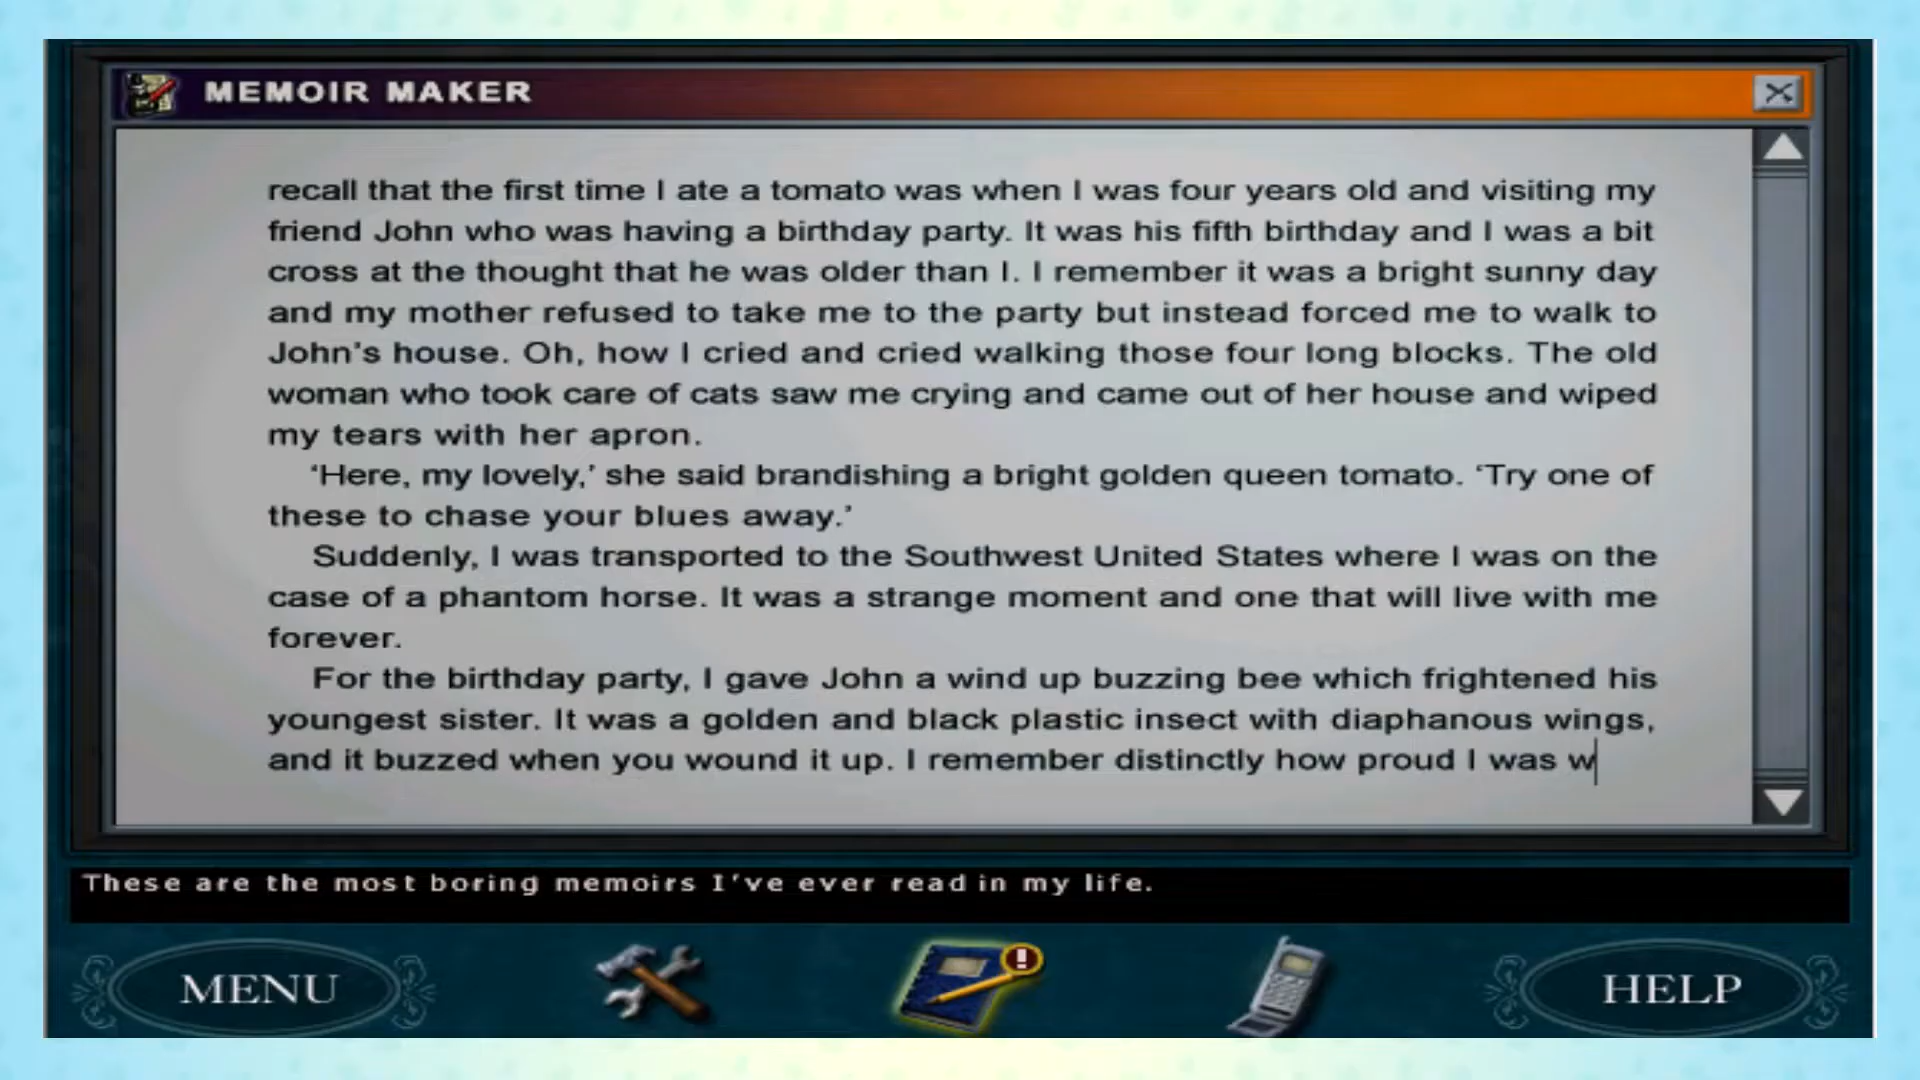 MEMOIR MAKER
recall that the first time I ate a tomato was when I was four years old and visiting my
friend John who was having a birthday party. It was his fifth birthday and I was a bit
cross at the thought that he was older than I. I remember it was a bright sunny day
and my mother refused to take me to the party but instead forced me to walk to
John's house. Oh, how I cried and cried walking those four long blocks. The old
woman who took care of cats saw me crying and came out of her house and wiped
my tears with her apron.
‘Here, my lovely,’ she said brandishing a bright golden queen tomato. ‘Try one of
these to chase your blues away.’
Suddenly, I was transported to the Southwest United States where I was on the
case of a phantom horse. It was a strange moment and one that will live with me
forever.
For the birthday party, I gave John a wind up buzzing bee which frightened his
youngest sister. It was a golden and black plastic insect with diaphanous wings,
and it buzzed when you wound it up. I remember distinctly how proud I was w
These are the most boring memoirs I've ever read in my life.
MENU
!
HELP